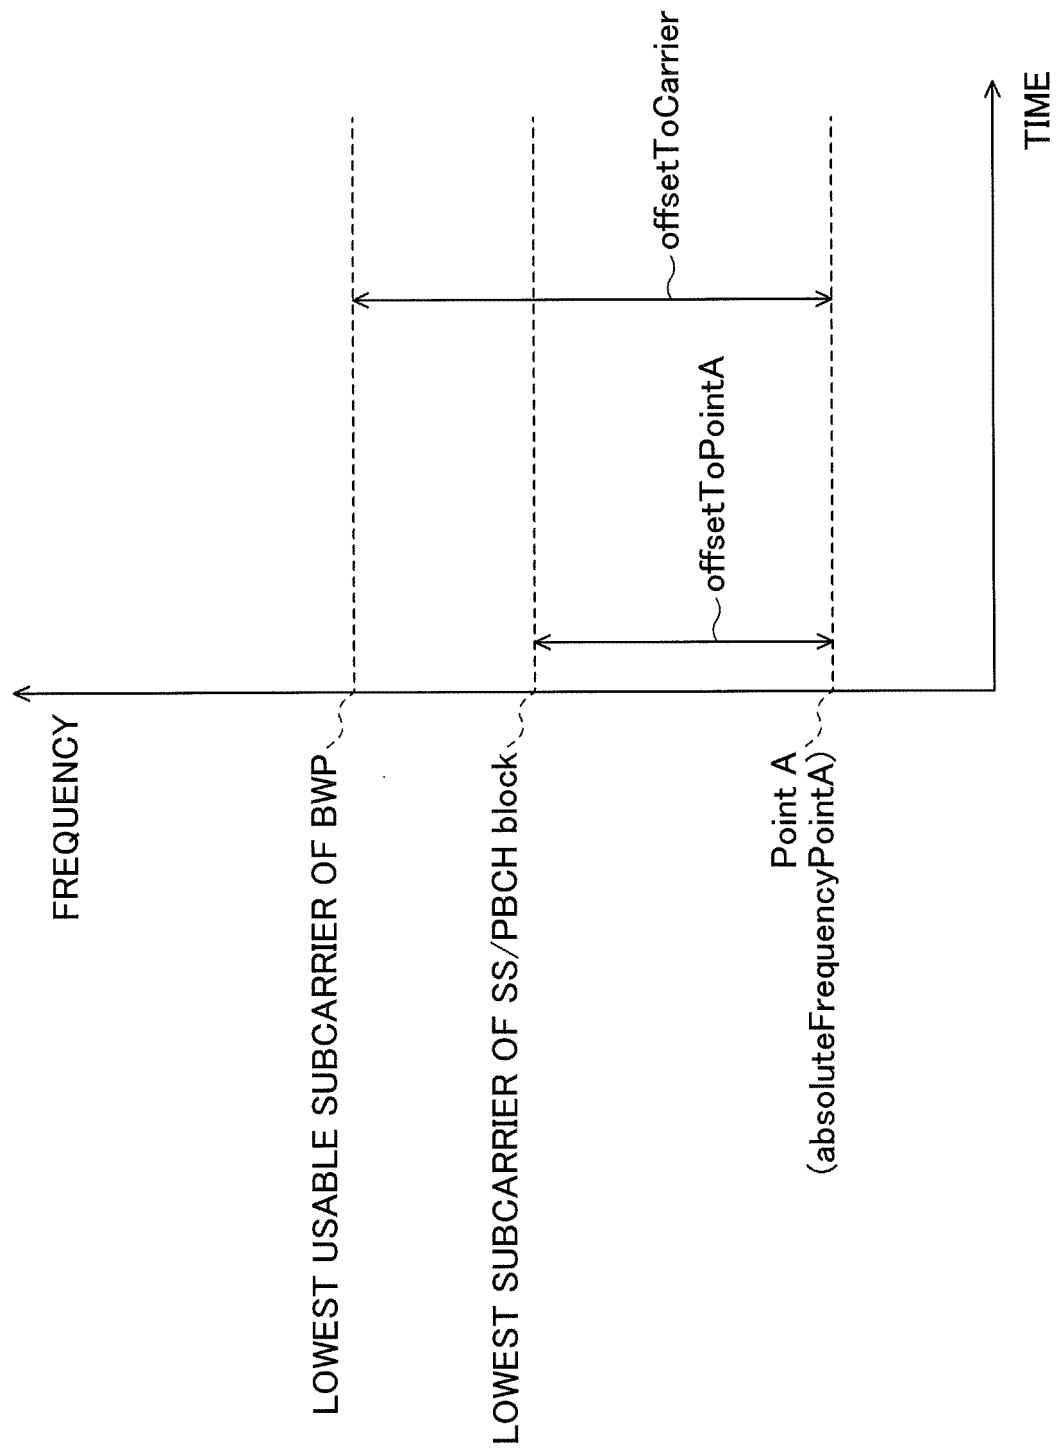 FREQUENCY
LOWEST USABLE SUBCARRIER OF BWP
LOWEST SUBCARRIER OF SS/PBCH block
Point A
(absoluteFrequencyPointA)
offsetToPointA
offsetToCarrier
TIME